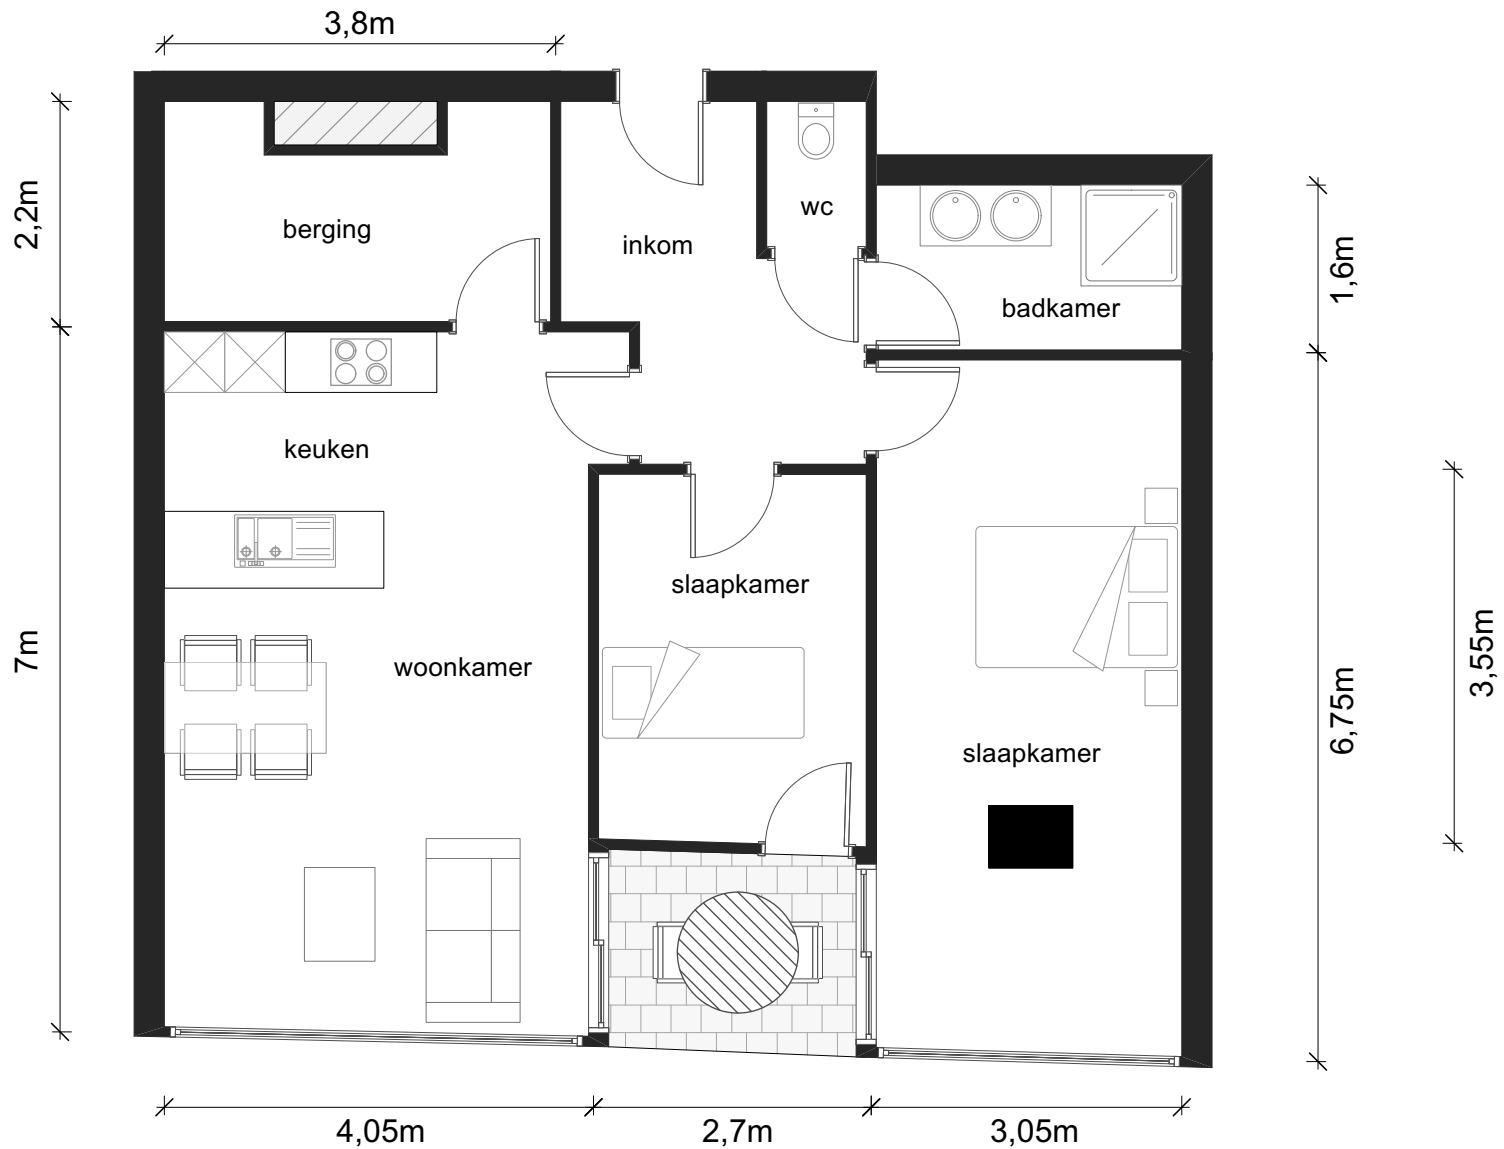 3,8m
2,2m
berging
inkom
wc
badkamer
1,6m
keuken
slaapkamer
woonkamer
7m
slaapkamer
6,75m
3,55m
4,05m
2,7m
3,05m